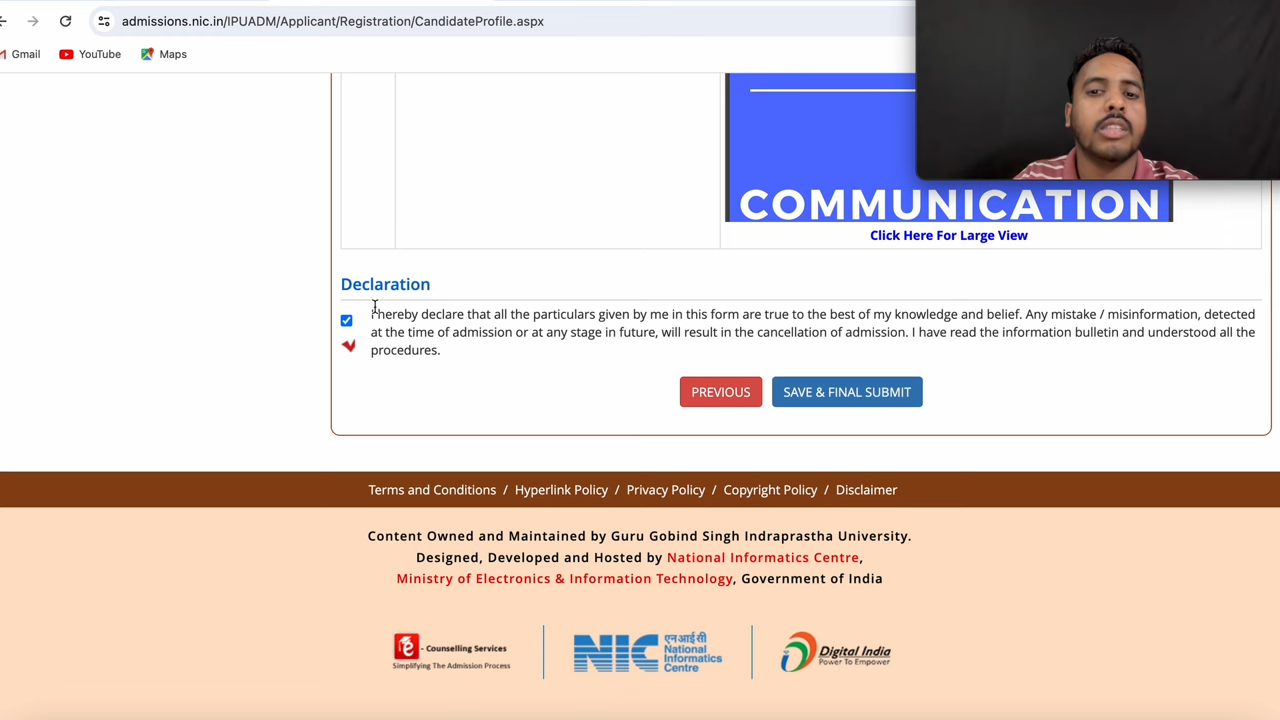 admissions.nic.in/IPUADM/Applicant/Registration/CandidateProfile.aspx
Gmail YouTube Maps
COMMUNICATION
Click Here For Large View
Declaration
I hereby declare that all the particulars given by me in this form are true to the best of my knowledge and belief. Any mistake / misinformation, detected
at the time of admission or at any stage in future, will result in the cancellation of admission. I have read the information bulletin and understood all the
procedures.
PREVIOUS SAVE & FINAL SUBMIT
Terms and Conditions / Hyperlink Policy / Privacy Policy / Copyright Policy / Disclaimer
Content Owned and Maintained by Guru Gobind Singh Indraprastha University.
Designed, Developed and Hosted by National Informatics Centre,
Ministry of Electronics & Information Technology, Government of India
e - Counselling Services
Simplifying The Admission Process
NIC एन आई सी
National
Informatics
Centre
Digital India
Power To Empower